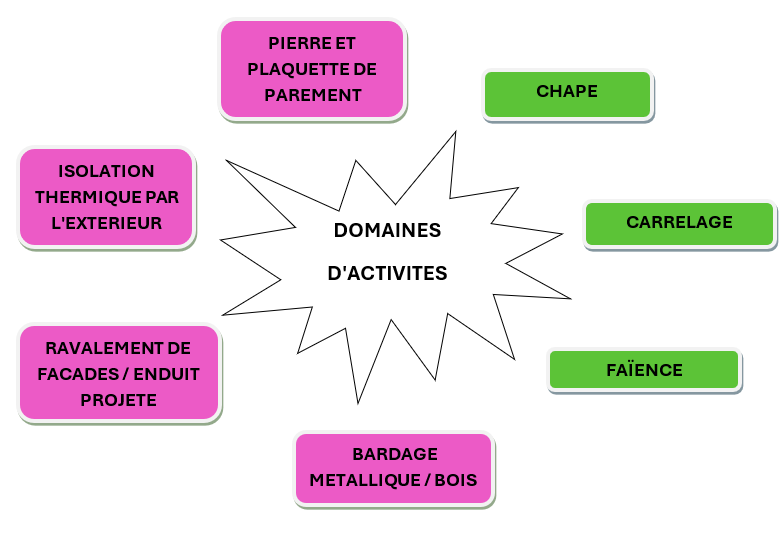 PIERRE ET
PLAQUETTE DE
PAREMENT
CHAPE
ISOLATION
THERMIQUE PAR
L'EXTERIEUR
CARRELAGE
DOMAINES
D'ACTIVITES
RAVALEMENT DE
FACADES / ENDUIT
PROJETE
FAÏENCE
BARDAGE
METALLIQUE / BOIS